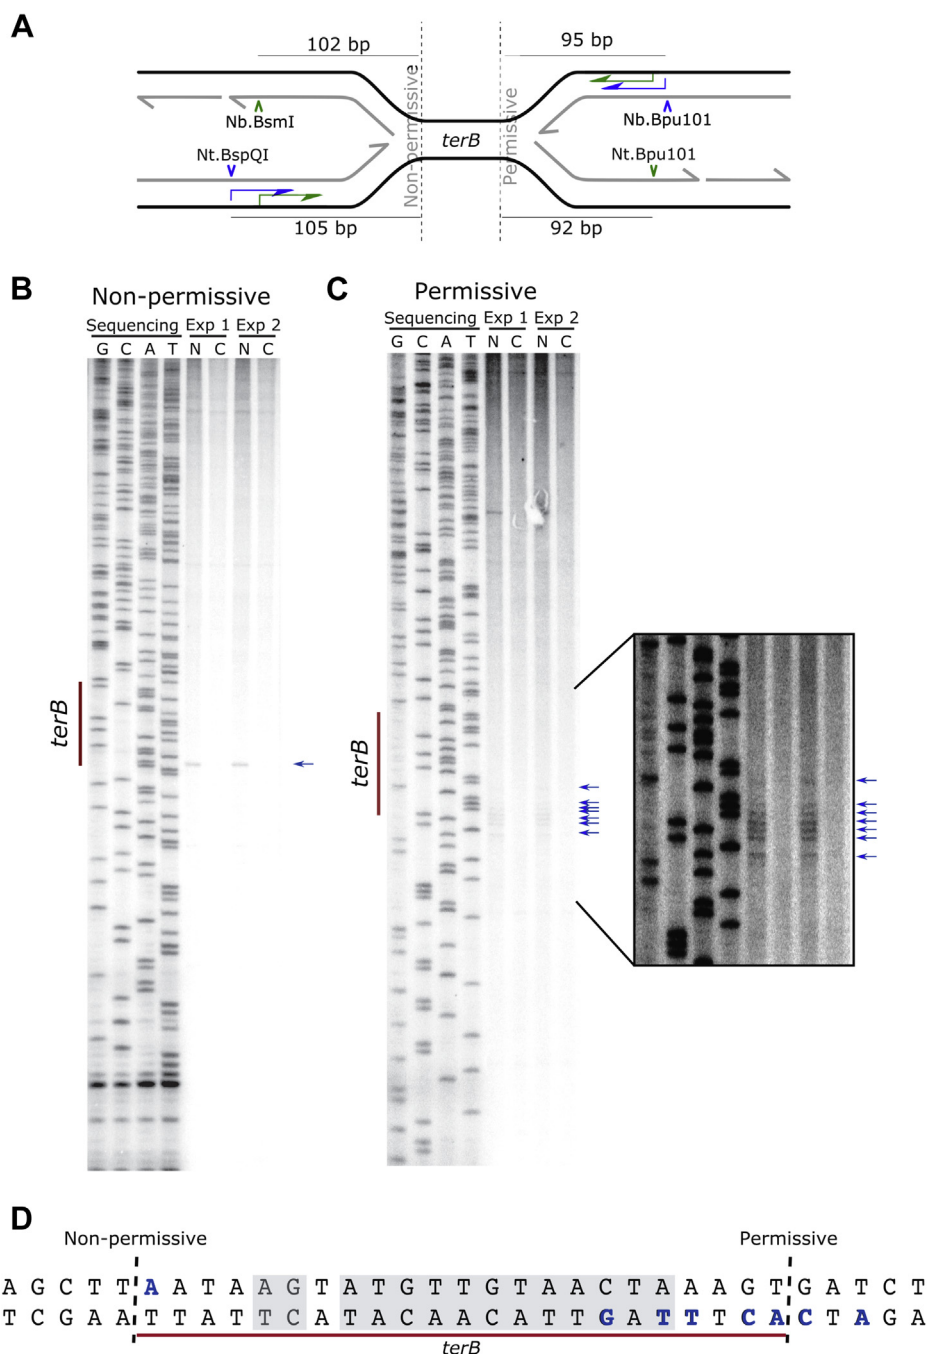 A
102 bp
95 bp
Non-permissive
Permissive
terB
Nb.BsmI
Nb.Bpu101
Nt.BspQI
Nt.Bpu101
105 bp
92 bp
B
Non-permissive
Sequencing Exp 1 Exp 2
G C A T N C N C
terB
C
Permissive
Sequencing Exp 1 Exp 2
G C A T N C N C
terB
D
Non-permissive
Permissive
A G C T T A A T A A G T A T G T T G T A A C T A A A G T G A T C T
T C G A A T T A T T C A T A C A A C A T T G A T T T C A C T A G A
terB